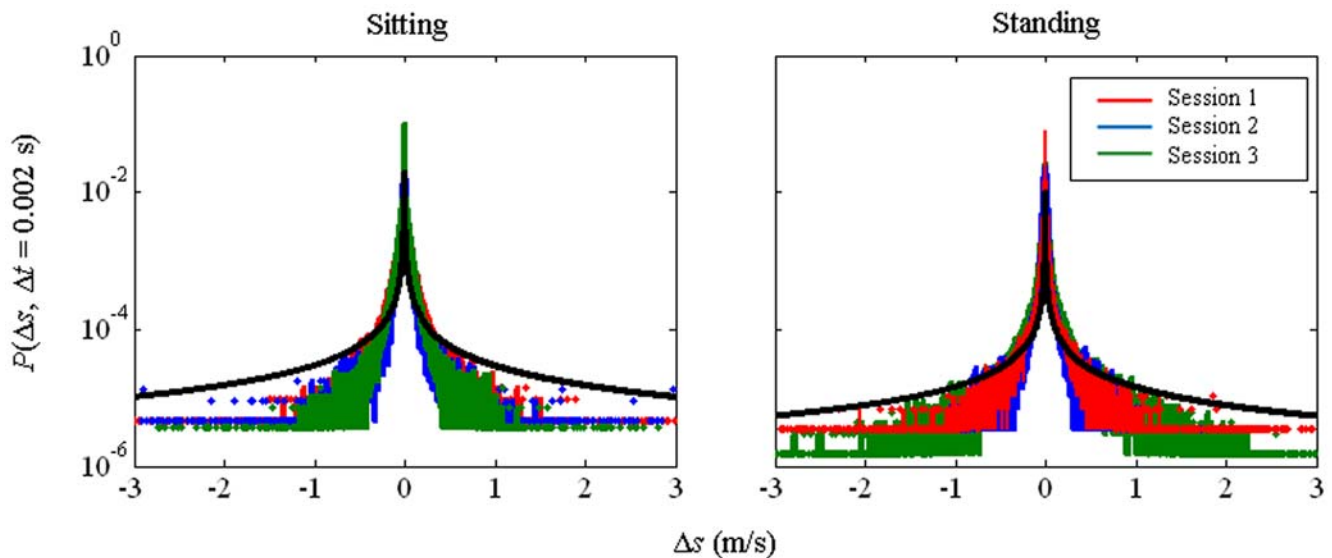 Sitting
Standing
10^0
10^-2
10^-4
10^-6
P(Δs, Δt = 0.002 s)
-3 -2 -1 0 1 2 3
-3 -2 -1 0 1 2 3
Session 1
Session 2
Session 3
Δs (m/s)